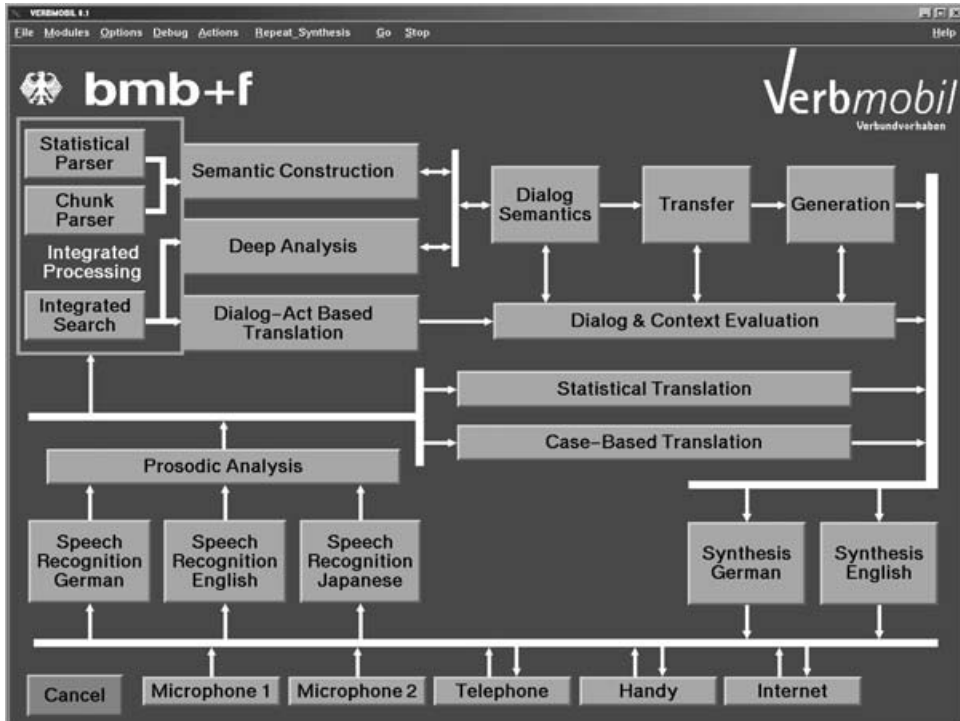 VERBMOBIL 0.1
File Modules Options Debug Actions Repeat_Synthesis Go Stop Help
bmb+f
Verbmobil
Verbundvorhaben
Statistical
Parser
Chunk
Parser
Integrated
Processing
Integrated
Search
Semantic Construction
Deep Analysis
Dialog-Act Based
Translation
Dialog
Semantics
Transfer
Generation
Dialog & Context Evaluation
Statistical Translation
Case-Based Translation
Prosodic Analysis
Speech
Recognition
German
Speech
Recognition
English
Speech
Recognition
Japanese
Synthesis
German
Synthesis
English
Cancel
Microphone 1
Microphone 2
Telephone
Handy
Internet